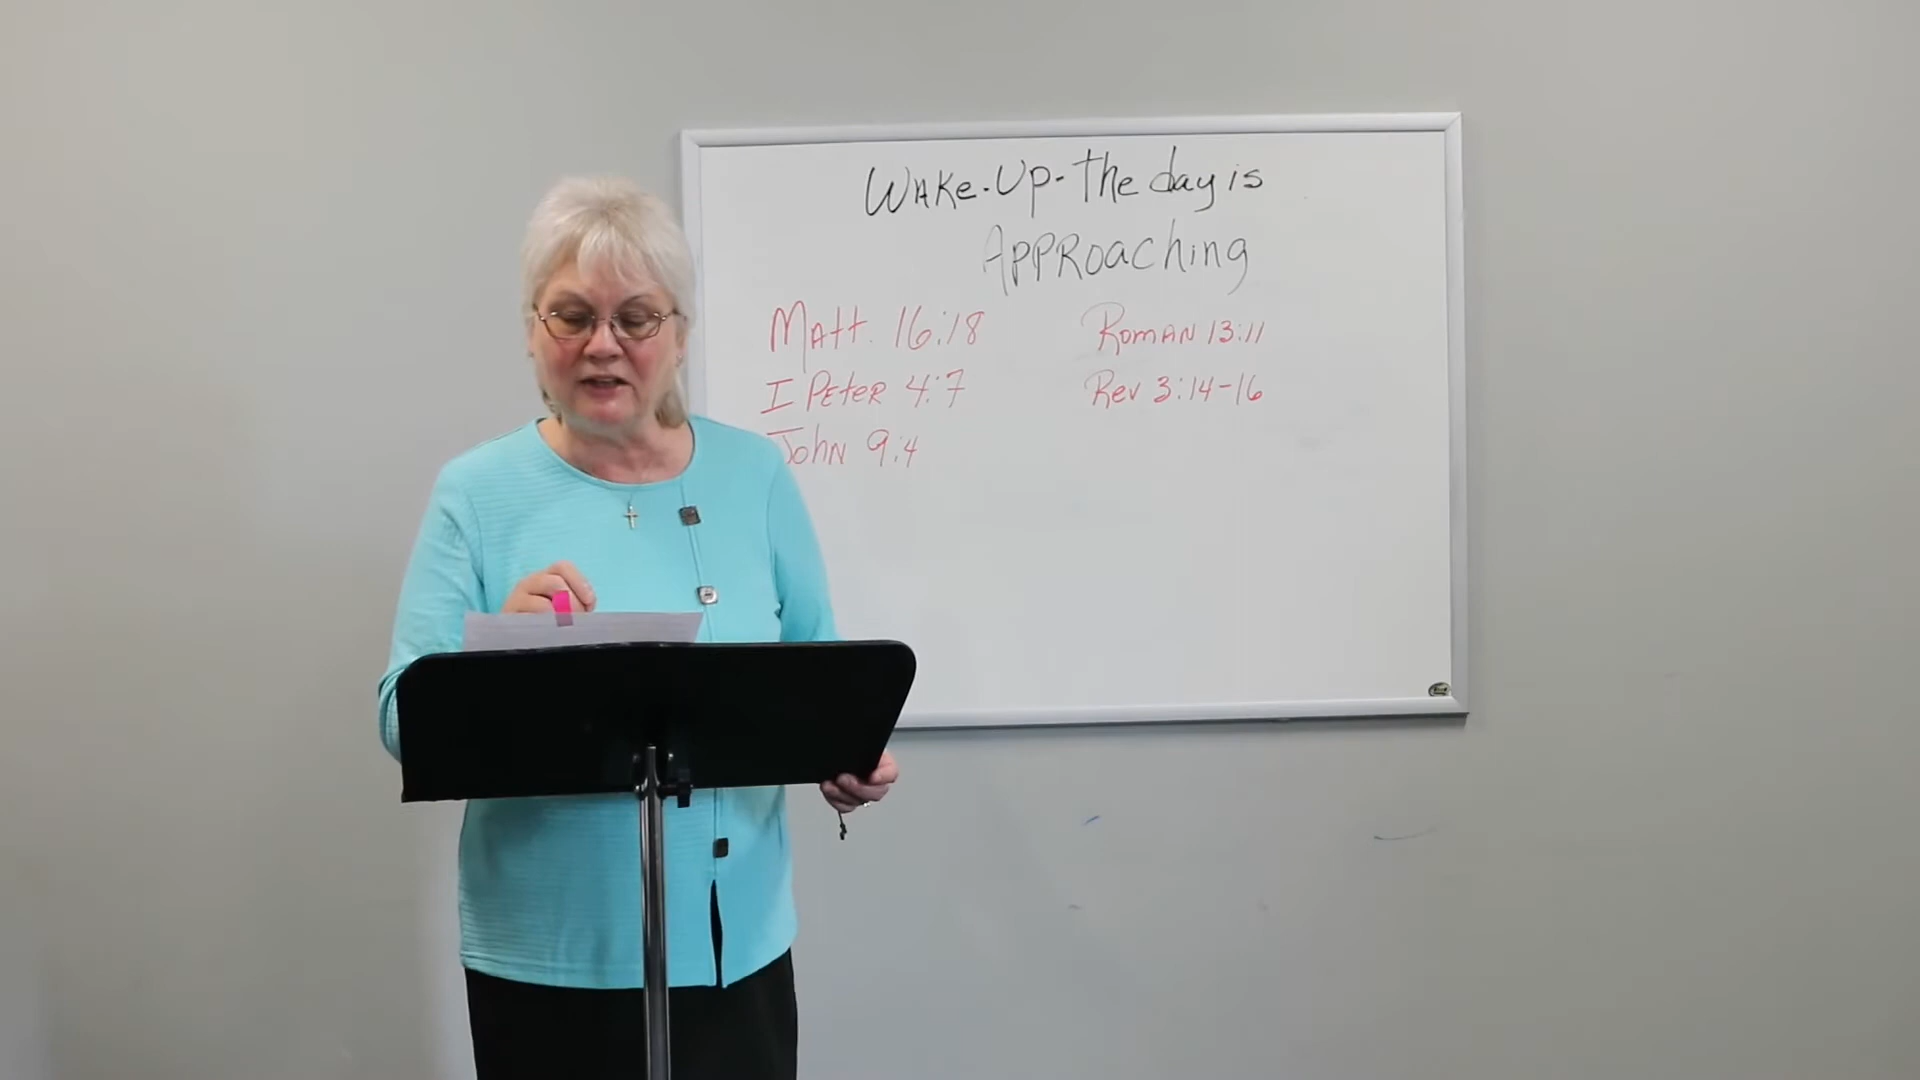 Wake-Up-The day is
Approaching
Matt. 16:18
I Peter 4:7
John 9:4
Roman 13:11
Rev 3:14-16